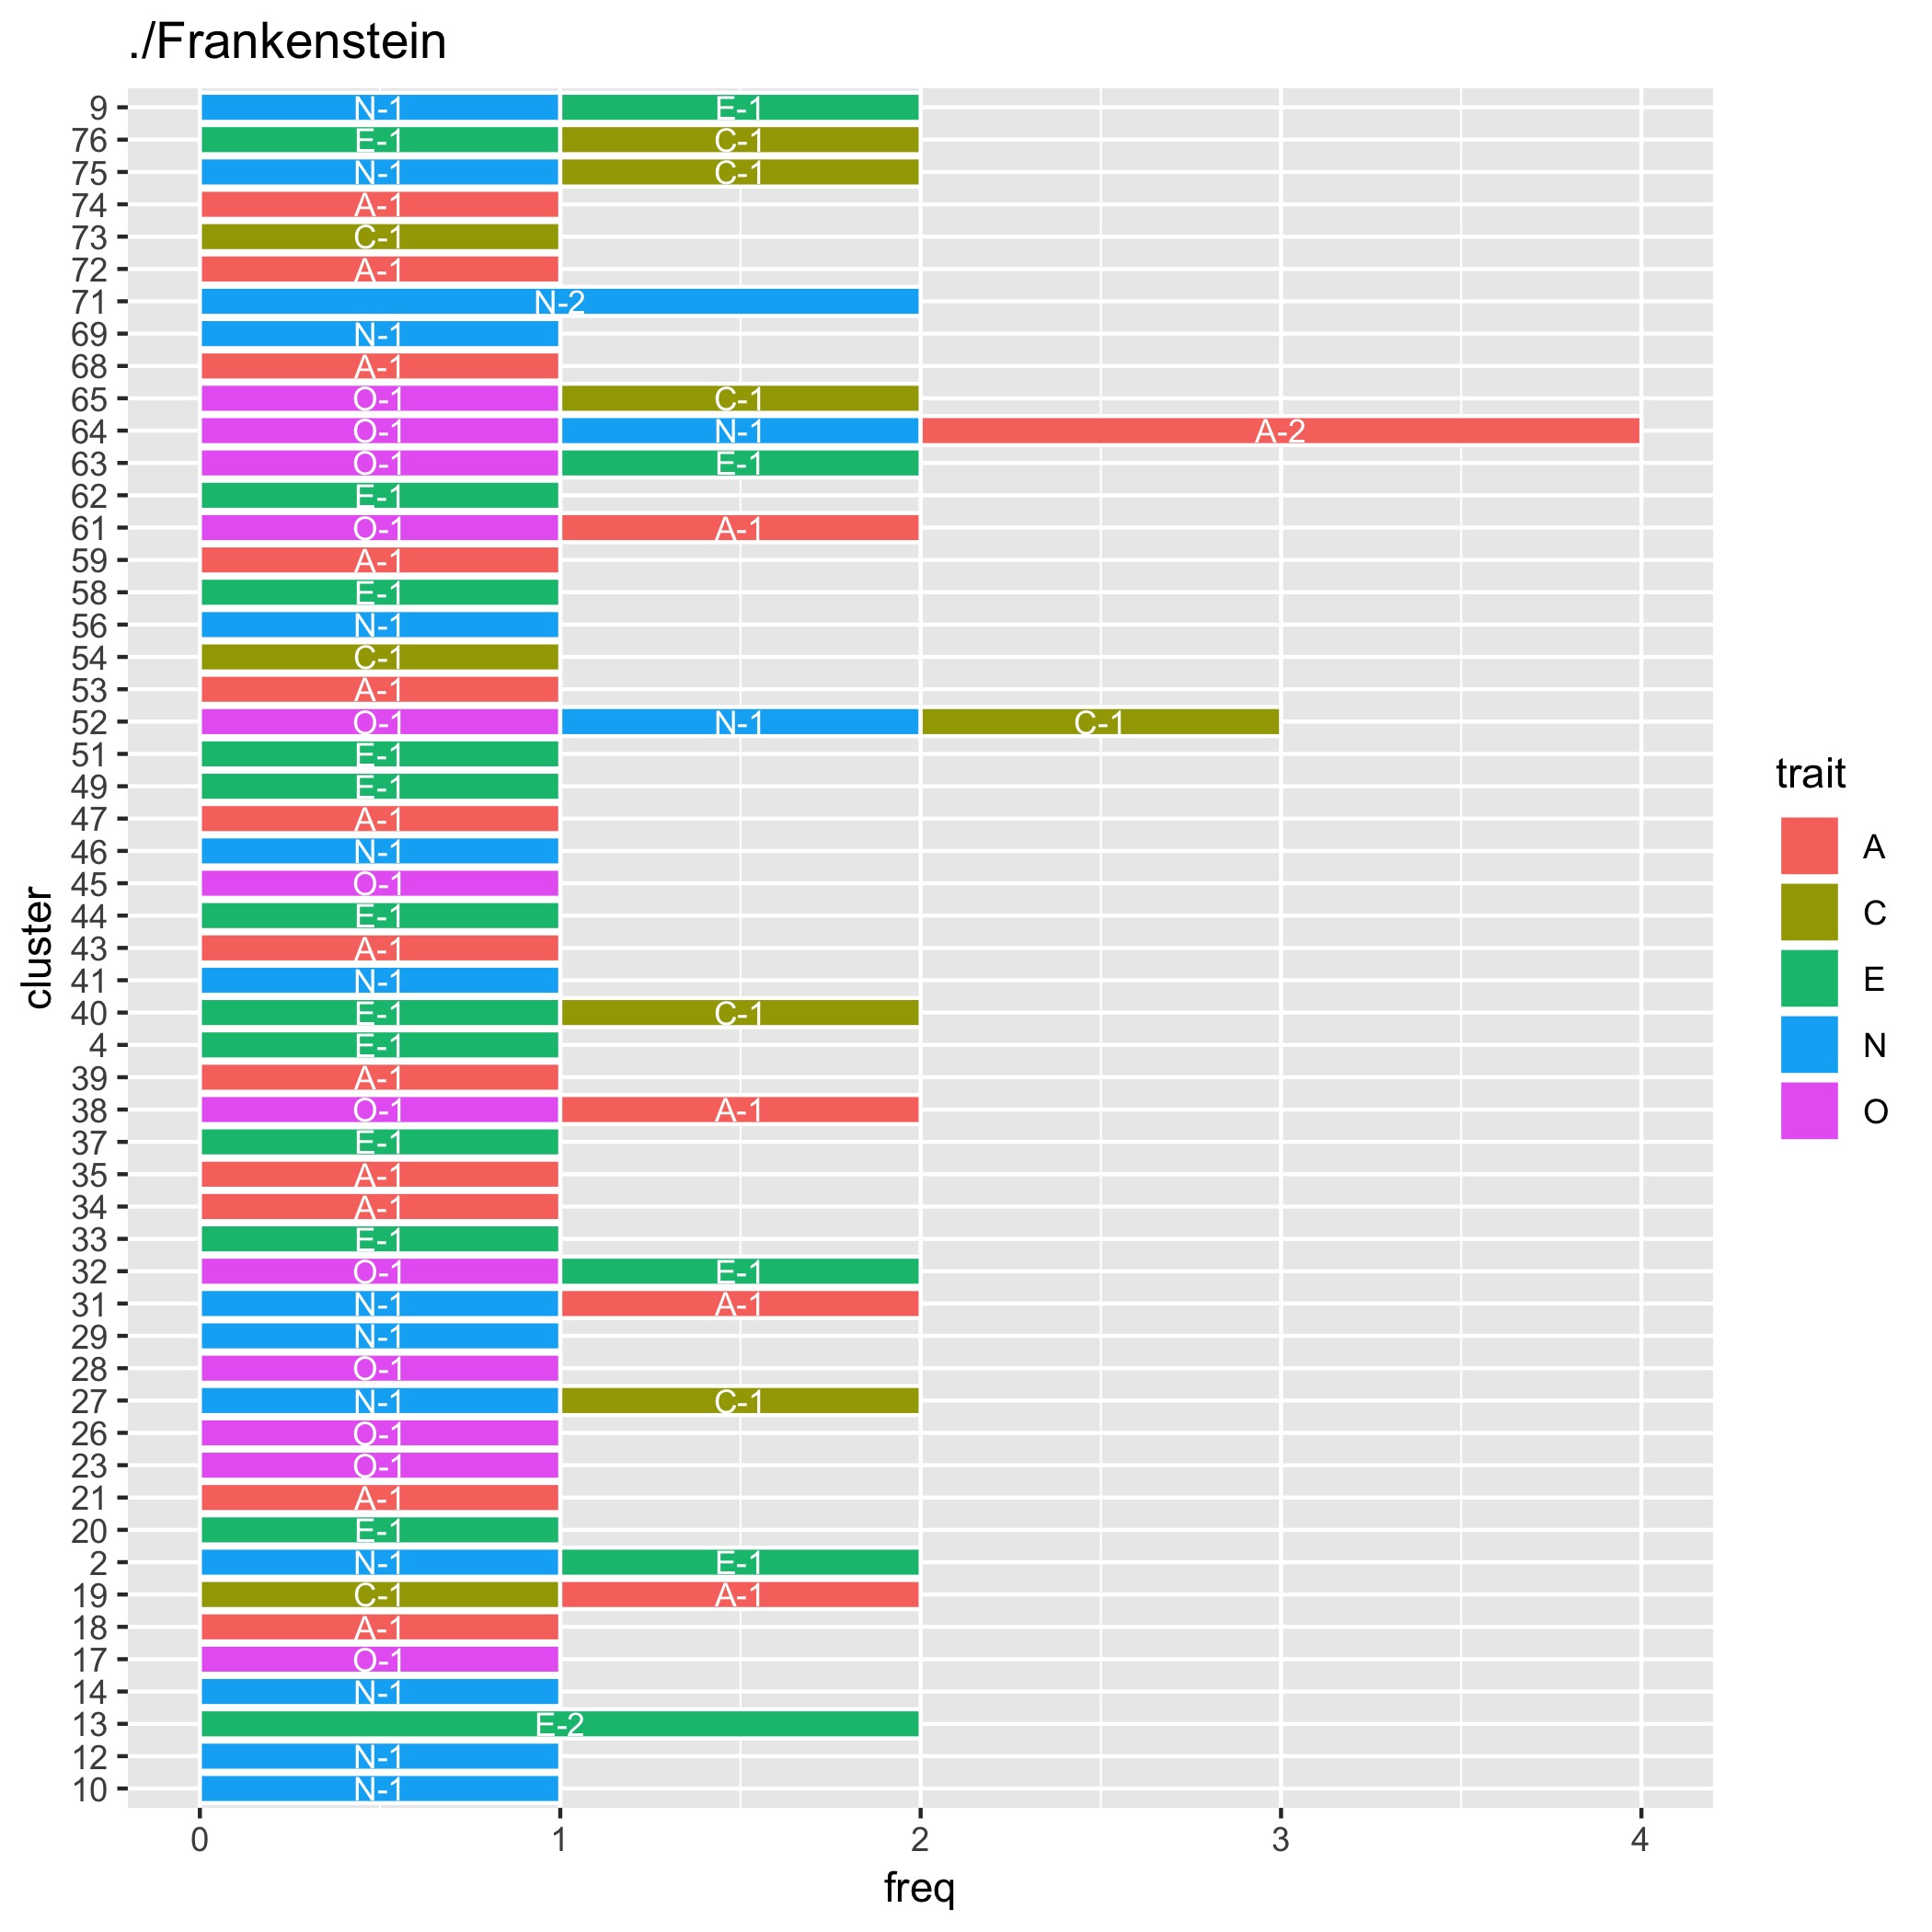 ./Frankenstein
9 N-1 E-1
76 E-1 C-1
75 N-1 C-1
74 A-1
73 C-1
72 A-1
71 N-2
69 N-1
68 A-1
65 O-1 C-1
64 O-1 N-1 A-2
63 O-1 E-1
62 E-1
61 O-1 A-1
59 A-1
58 E-1
56 N-1
54 C-1
53 A-1
52 O-1 N-1 C-1
51 E-1
49 E-1
47 A-1
46 N-1
45 O-1
44 E-1
43 A-1
41 N-1
40 E-1 C-1
4 E-1
39 A-1
38 O-1 A-1
37 E-1
35 A-1
34 A-1
33 E-1
32 O-1 E-1
31 N-1 A-1
29 N-1
28 O-1
27 N-1 C-1
26 O-1
23 O-1
21 A-1
20 E-1
2 N-1 E-1
19 C-1 A-1
18 A-1
17 O-1
14 N-1
13 E-2
12 N-1
10 N-1
0 1 2 3 4
freq
cluster
trait
A
C
E
N
O